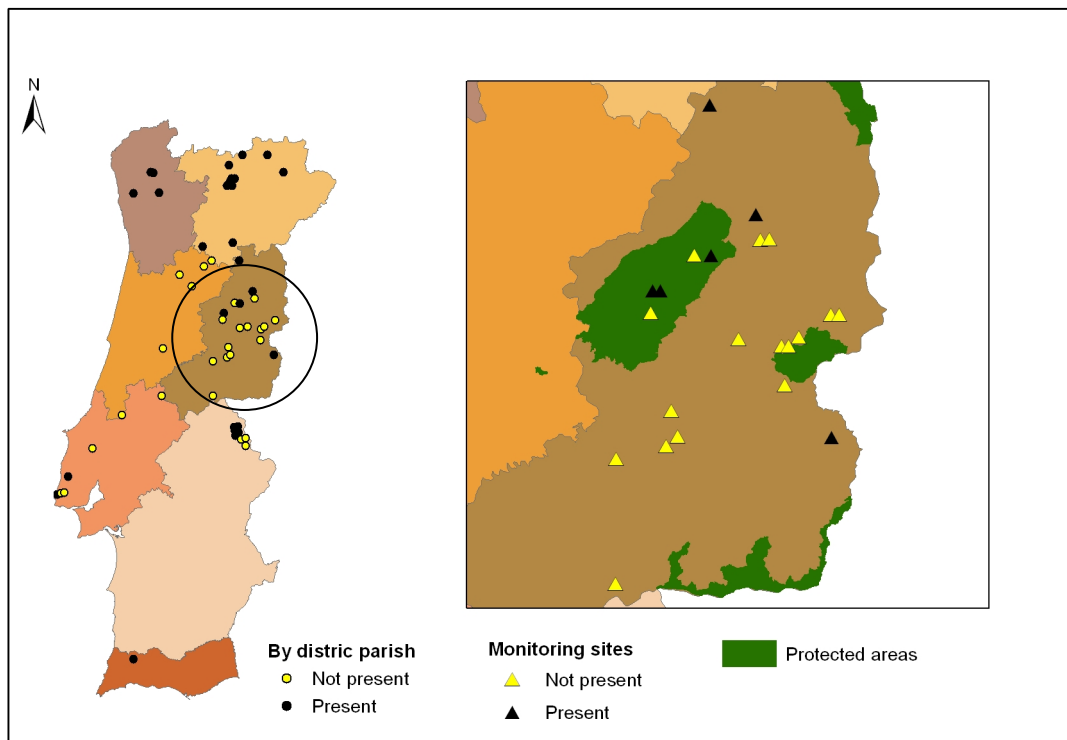 N
By distric parish
Not present
Present
Monitoring sites
Not present
Present
Protected areas